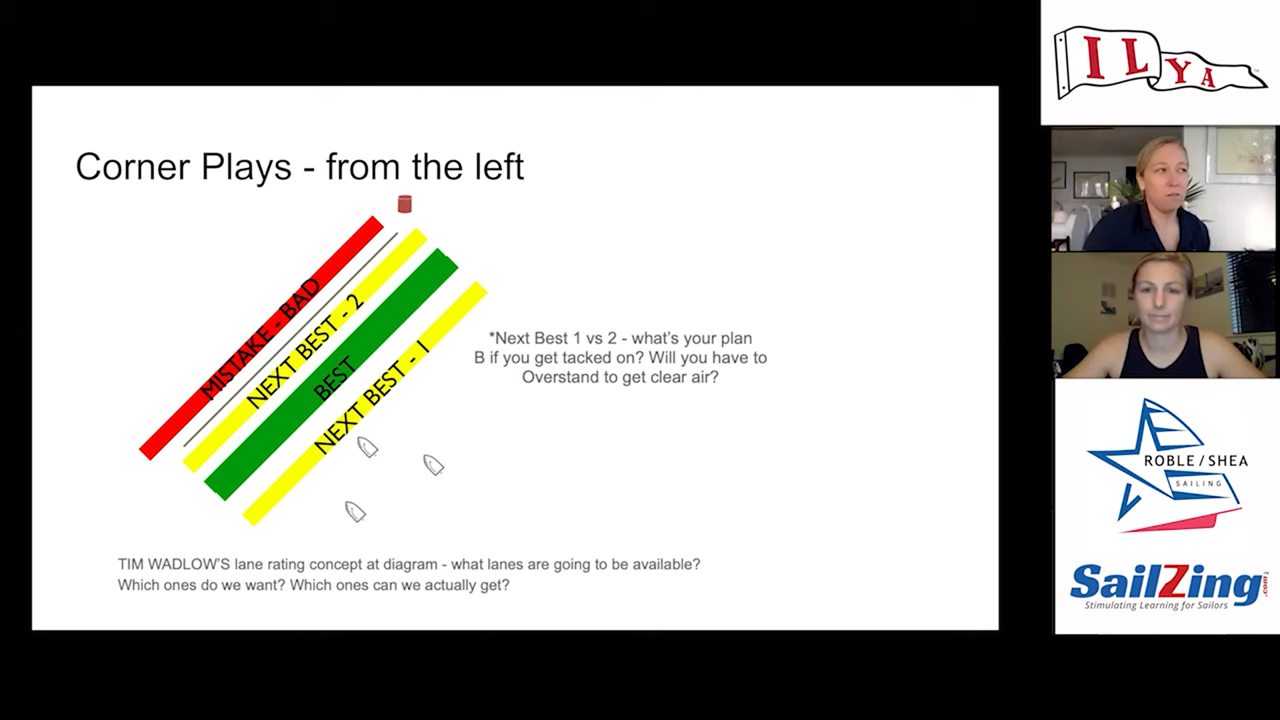 Corner Plays - from the left
MISTAKE - BAD
NEXT BEST - 2
BEST
NEXT BEST - 1
*Next Best 1 vs 2 - what's your plan
B if you get tacked on? Will you have to
Overstand to get clear air?
TIM WADLOW'S lane rating concept at diagram - what lanes are going to be available?
Which ones do we want? Which ones can we actually get?
ILYA
ROBLE / SHEA
SAILING
SailZing.com
Stimulating Learning for Sailors